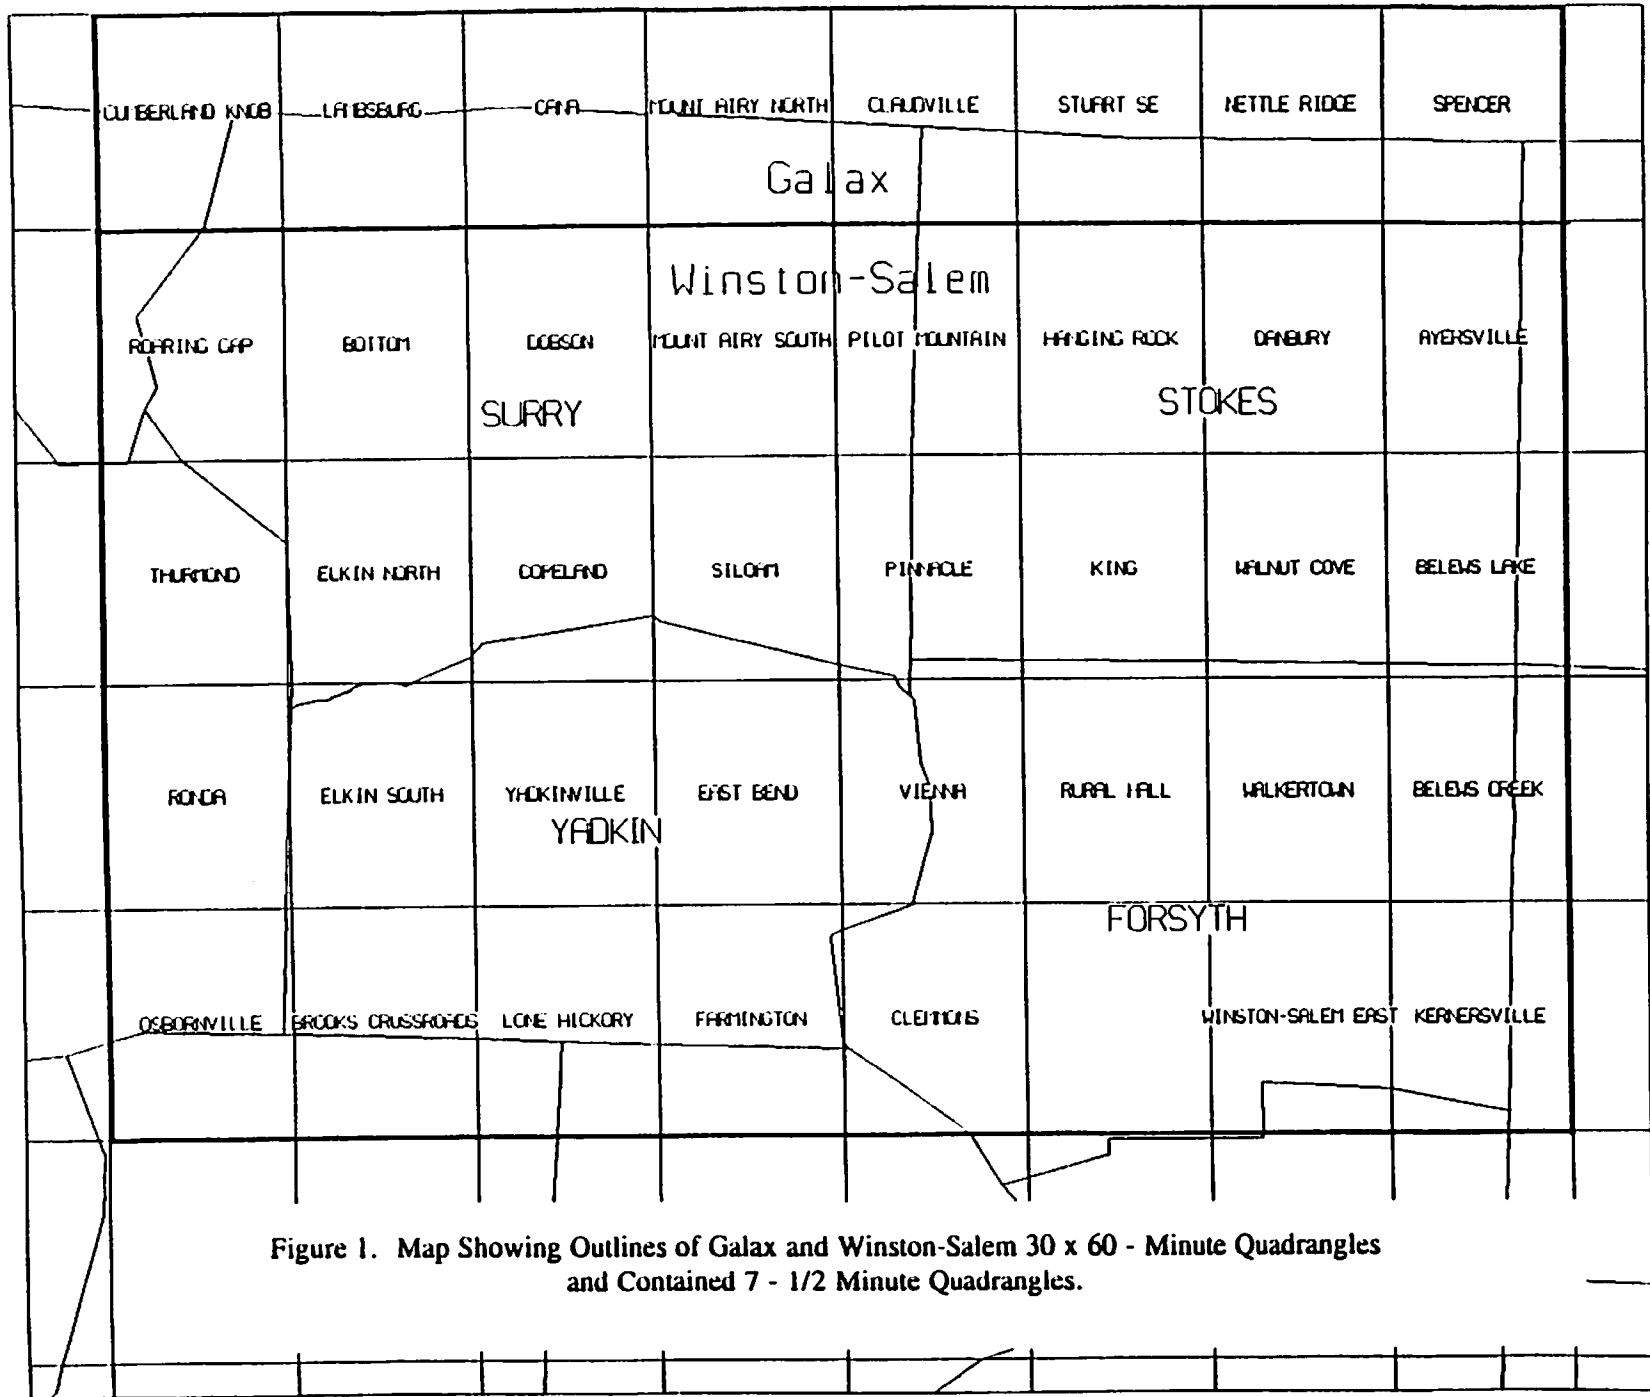 CUMBERLAND KNOB LAMBSBURG CANA MOUNT AIRY NORTH CLAUDVILLE STUART SE NETTLE RIDGE SPENCER
Galax
Winston-Salem
ROARING GAP BOTTOM DOBSON MOUNT AIRY SOUTH PILOT MOUNTAIN HANGING ROCK DANBURY AYERSVILLE
SURRY STOKES
THURMOND ELKIN NORTH COPELAND SILOAM PINNACLE KING WALNUT COVE BELEWS LAKE
RONDA ELKIN SOUTH YADKINVILLE EAST BEND VIENNA RURAL HALL WALKERTOWN BELEWS CREEK
YADKIN
FORSYTH
OSBORNVILLE BROOKS CRUSSROADS LONE HICKORY FARMINGTON CLEMMONS WINSTON-SALEM EAST KERNERSVILLE
Figure 1. Map Showing Outlines of Galax and Winston-Salem 30 x 60 - Minute Quadrangles
and Contained 7 - 1/2 Minute Quadrangles.